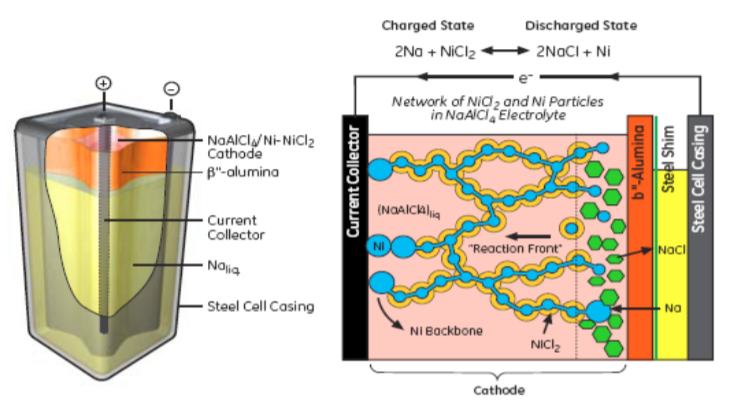 +
−
NaAlCl4/Ni-NiCl2
Cathode
β"-alumina
Current
Collector
Naliq
Steel Cell Casing
Charged State
Discharged State
2Na + NiCl2 ↔ 2NaCl + Ni
e−
Network of NiCl2 and Ni Particles
in NaAlCl4 Electrolyte
Current Collector
(NaAlCl4)liq
Ni
"Reaction Front"
Ni Backbone
NiCl2
b"-Alumina
Steel Shim
Steel Cell Casing
NaCl
Na
Cathode